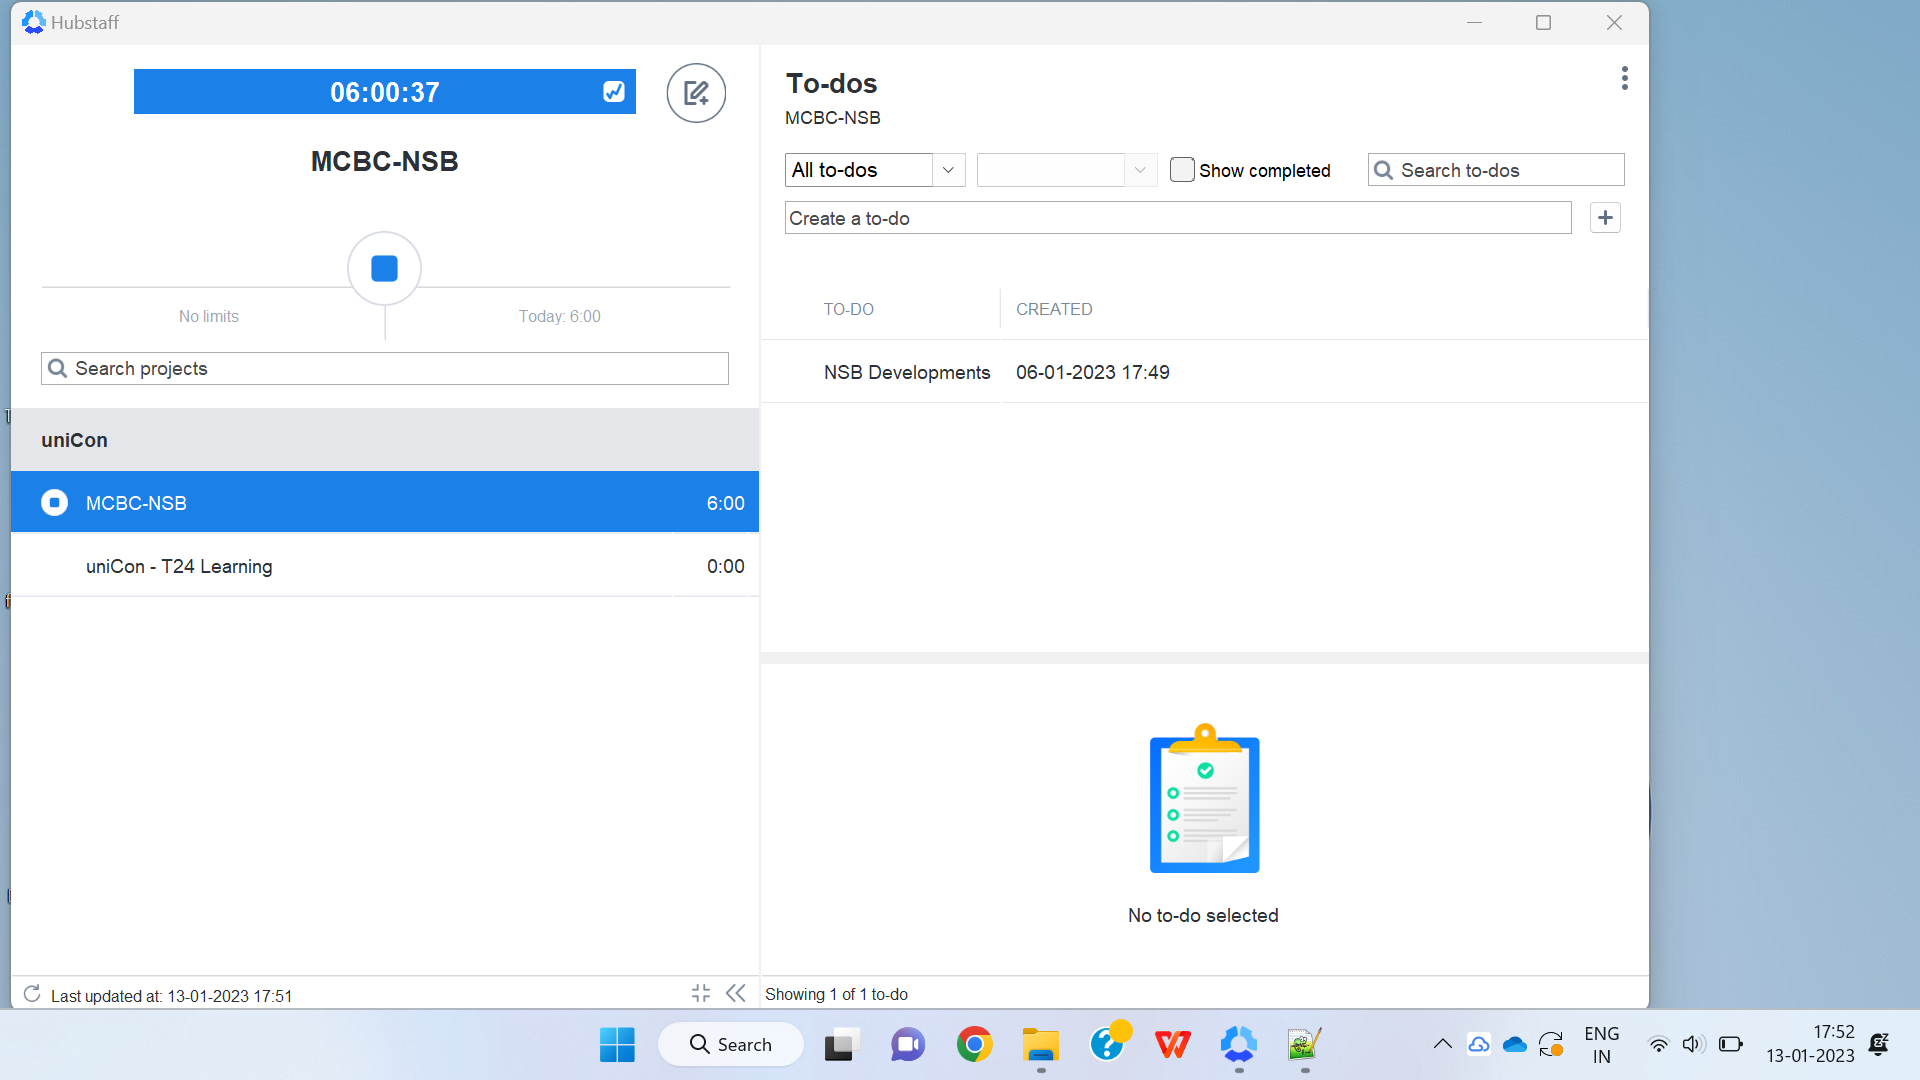 Hubstaff
06:00:37
MCBC-NSB
No limits
Today: 6:00
Search projects
uniCon
MCBC-NSB 6:00
uniCon - T24 Learning 0:00
Last updated at: 13-01-2023 17:51
To-dos
MCBC-NSB
All to-dos
Show completed
Search to-dos
Create a to-do
TO-DO CREATED
NSB Developments 06-01-2023 17:49
No to-do selected
Showing 1 of 1 to-do
Search
ENG
IN
17:52
13-01-2023